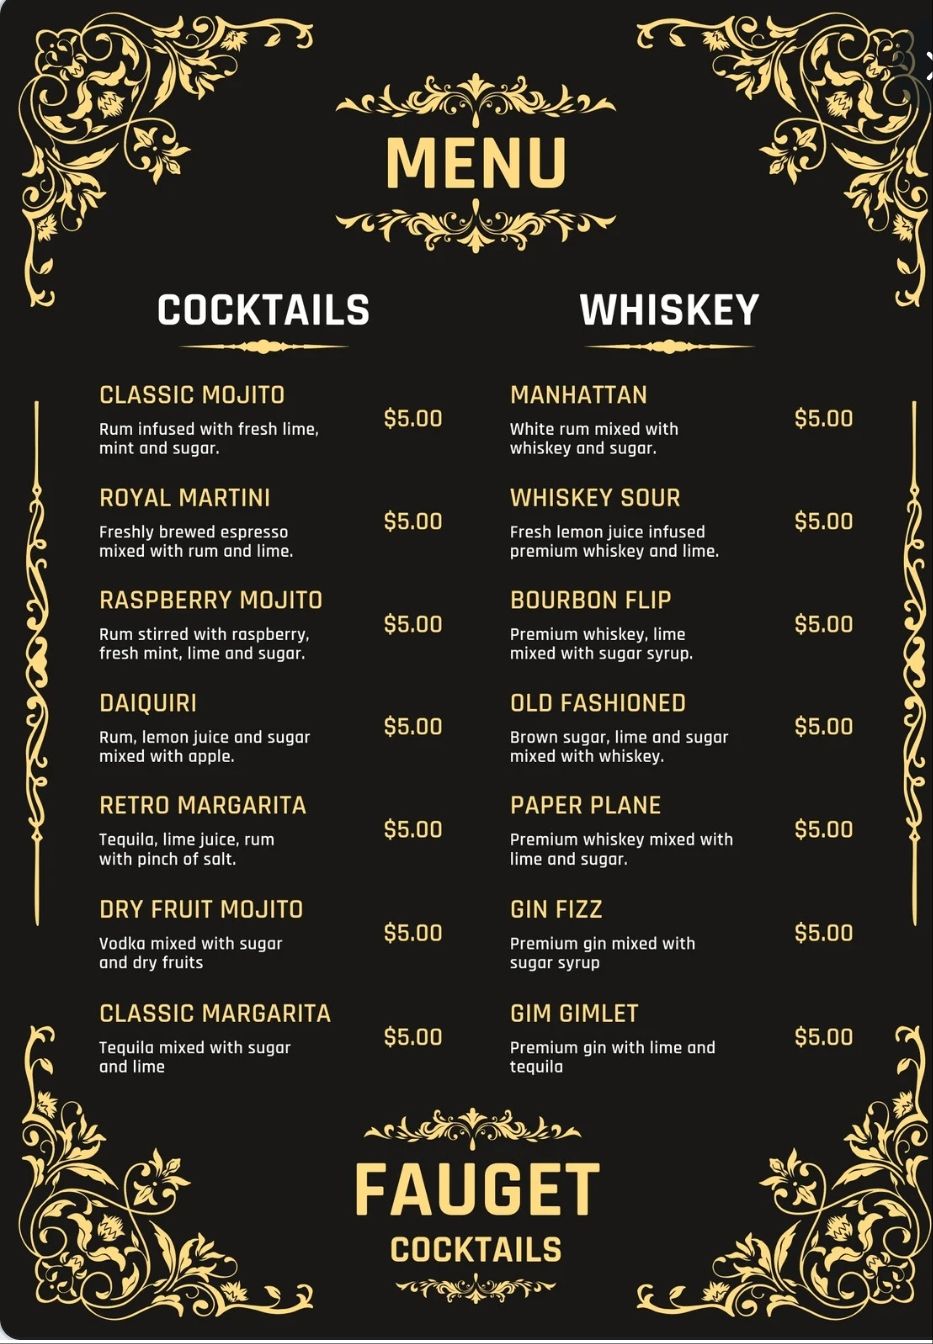 MENU
COCKTAILS
CLASSIC MOJITO
Rum infused with fresh lime,
mint and sugar.
$5.00
ROYAL MARTINI
Freshly brewed espresso
mixed with rum and lime.
$5.00
RASPBERRY MOJITO
Rum stirred with raspberry,
fresh mint, lime and sugar.
$5.00
DAIQUIRI
Rum, lemon juice and sugar
mixed with apple.
$5.00
RETRO MARGARITA
Tequila, lime juice, rum
with pinch of salt.
$5.00
DRY FRUIT MOJITO
Vodka mixed with sugar
and dry fruits
$5.00
CLASSIC MARGARITA
Tequila mixed with sugar
and lime
$5.00
WHISKEY
MANHATTAN
White rum mixed with
whiskey and sugar.
$5.00
WHISKEY SOUR
Fresh lemon juice infused
premium whiskey and lime.
$5.00
BOURBON FLIP
Premium whiskey, lime
mixed with sugar syrup.
$5.00
OLD FASHIONED
Brown sugar, lime and sugar
mixed with whiskey.
$5.00
PAPER PLANE
Premium whiskey mixed with
lime and sugar.
$5.00
GIN FIZZ
Premium gin mixed with
sugar syrup
$5.00
GIM GIMLET
Premium gin with lime and
tequila
$5.00
FAUGET
COCKTAILS